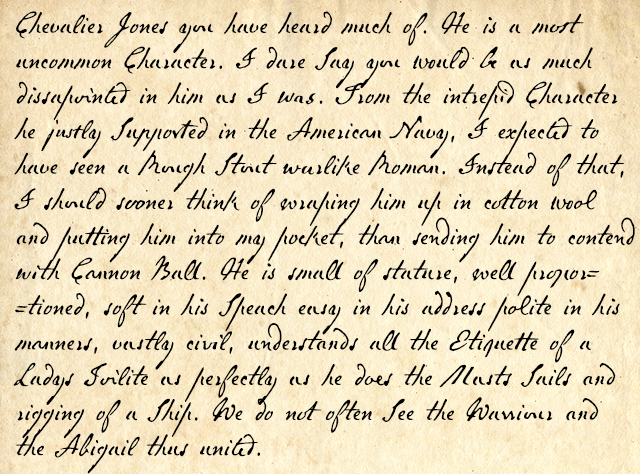 Chevalier Jones you have heard much of. He is a most
uncommon Character. I dare Say you would be as much
dissapointed in him as I was. From the intrepid Character
he justly Supported in the American Navy, I expected to
have seen a Rough Stout warlike Roman. Instead of that,
I should sooner think of wraping him up in cotton wool
and putting him into my pocket, than sending him to contend
with Cannon Ball. He is small of stature, well propor=
=tioned, soft in his Speach easy in his address polite in his
manners, vastly civil, understands all the Etiquette of a
Ladys Toilite as perfectly as he does the Masts Sails and
rigging of a Ship. We do not often See the Warriour and
the Abigail thus united.